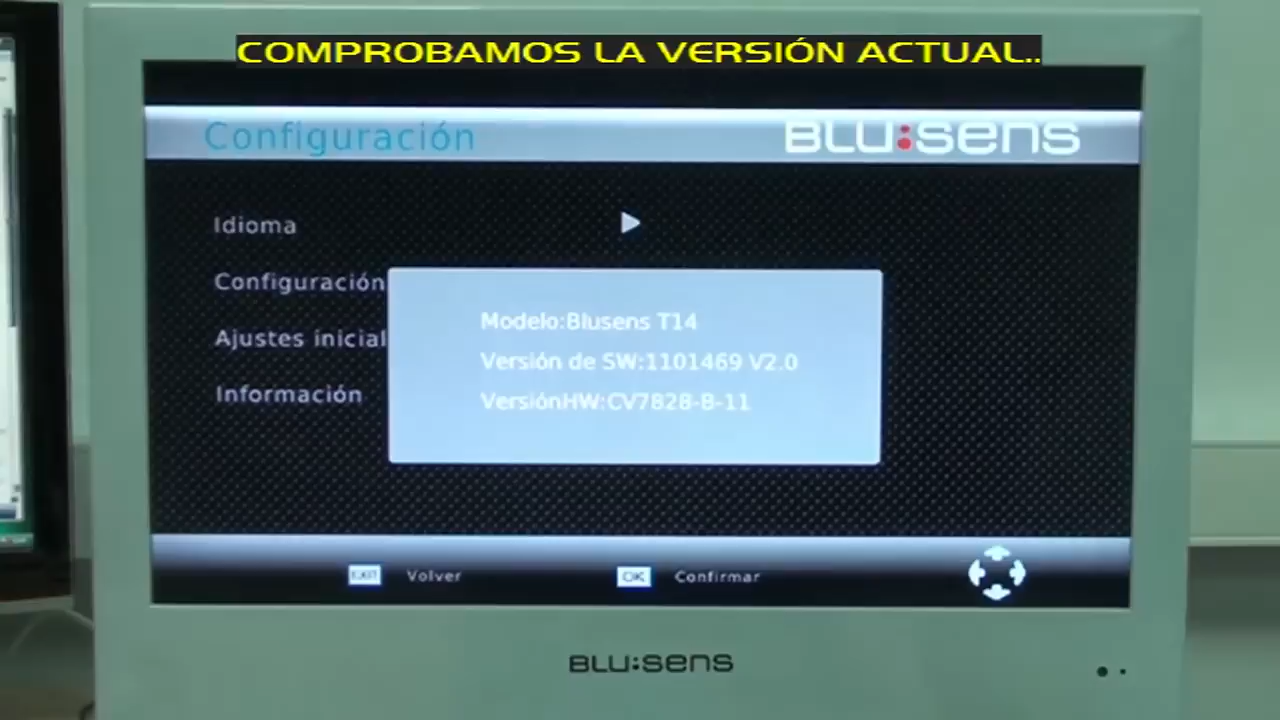 COMPROBAMOS LA VERSIÓN ACTUAL..
Configuración
BLU:SENS
Idioma
Configuración
Ajustes inicial
Información
Modelo:Blusens T14
Versión de SW:1101469 V2.0
VersiónHW:CV7828-B-11
EXIT Volver
OK Confirmar
BLU:SENS